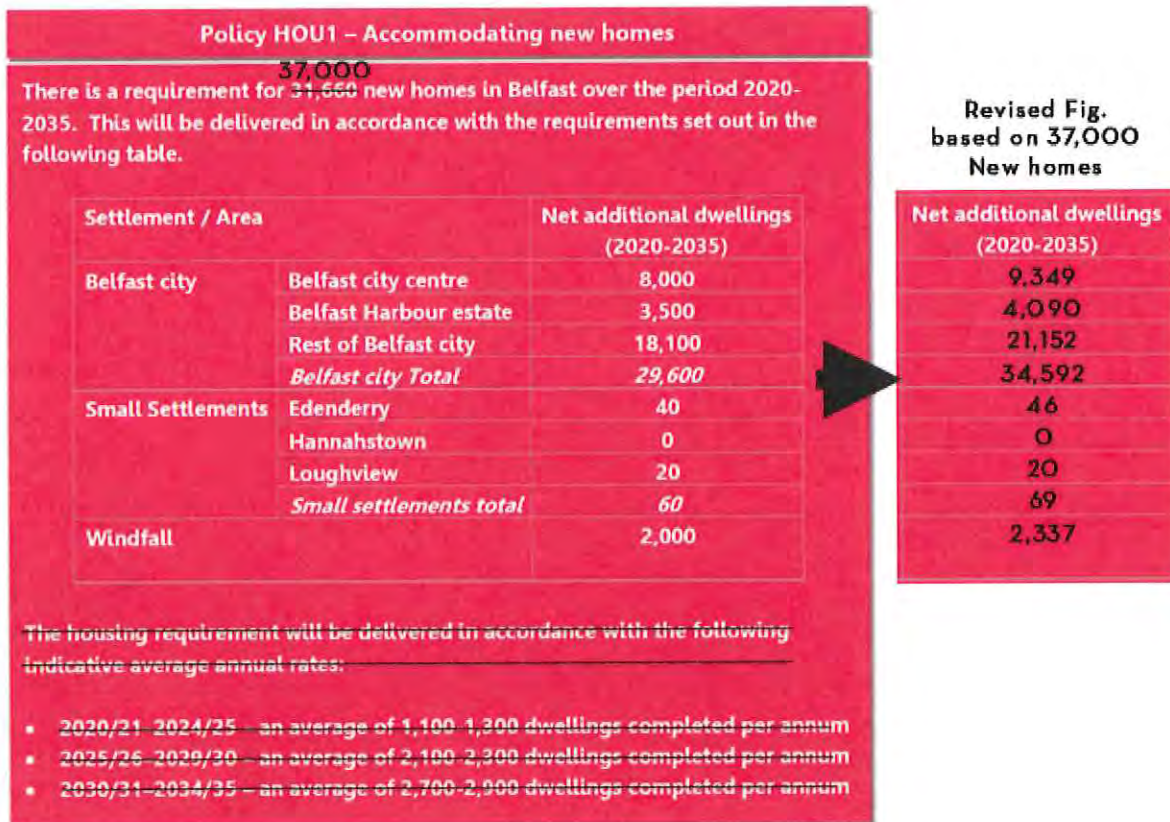 Policy HOU1 – Accommodating new homes
37,000
There is a requirement for 31,660 new homes in Belfast over the period 2020-
2035. This will be delivered in accordance with the requirements set out in the
following table.
Settlement / Area Net additional dwellings
(2020-2035)
Belfast city Belfast city centre 8,000
Belfast Harbour estate 3,500
Rest of Belfast city 18,100
Belfast city Total 29,600
Small Settlements Edenderry 40
Hannahstown 0
Loughview 20
Small settlements total 60
Windfall 2,000
The housing requirement will be delivered in accordance with the following
indicative average annual rates:
▪ 2020/21–2024/25 – an average of 1,100-1,300 dwellings completed per annum
▪ 2025/26–2029/30 – an average of 2,100-2,300 dwellings completed per annum
▪ 2030/31–2034/35 – an average of 2,700-2,900 dwellings completed per annum
Revised Fig.
based on 37,000
New homes
Net additional dwellings
(2020-2035)
9,349
4,090
21,152
34,592
46
0
20
69
2,337